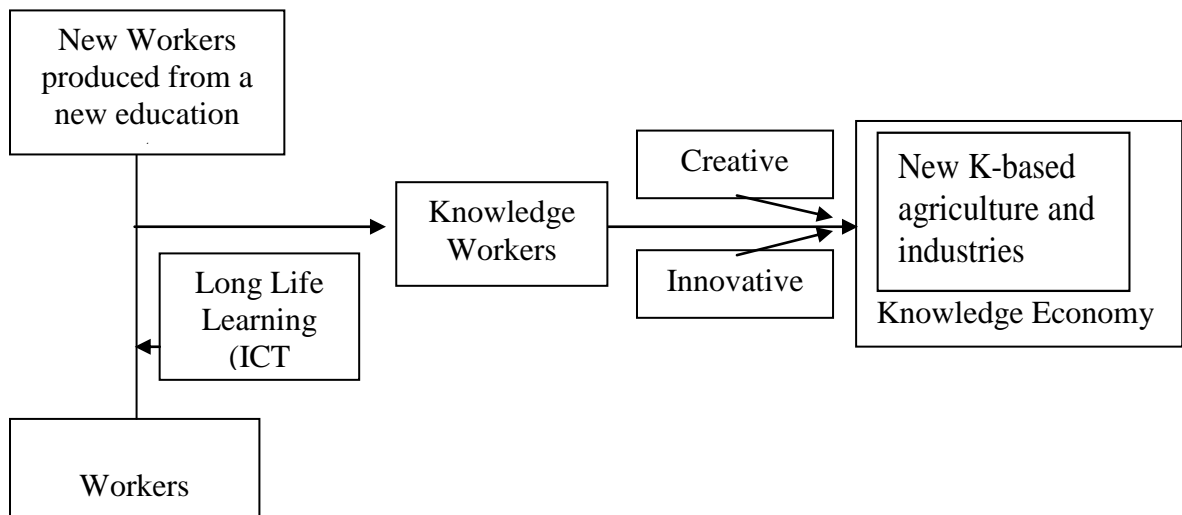 New Workers
produced from a
new education
Creative
Knowledge
Workers
Innovative
New K-based
agriculture and
industries
Knowledge Economy
Long Life
Learning
(ICT
Workers